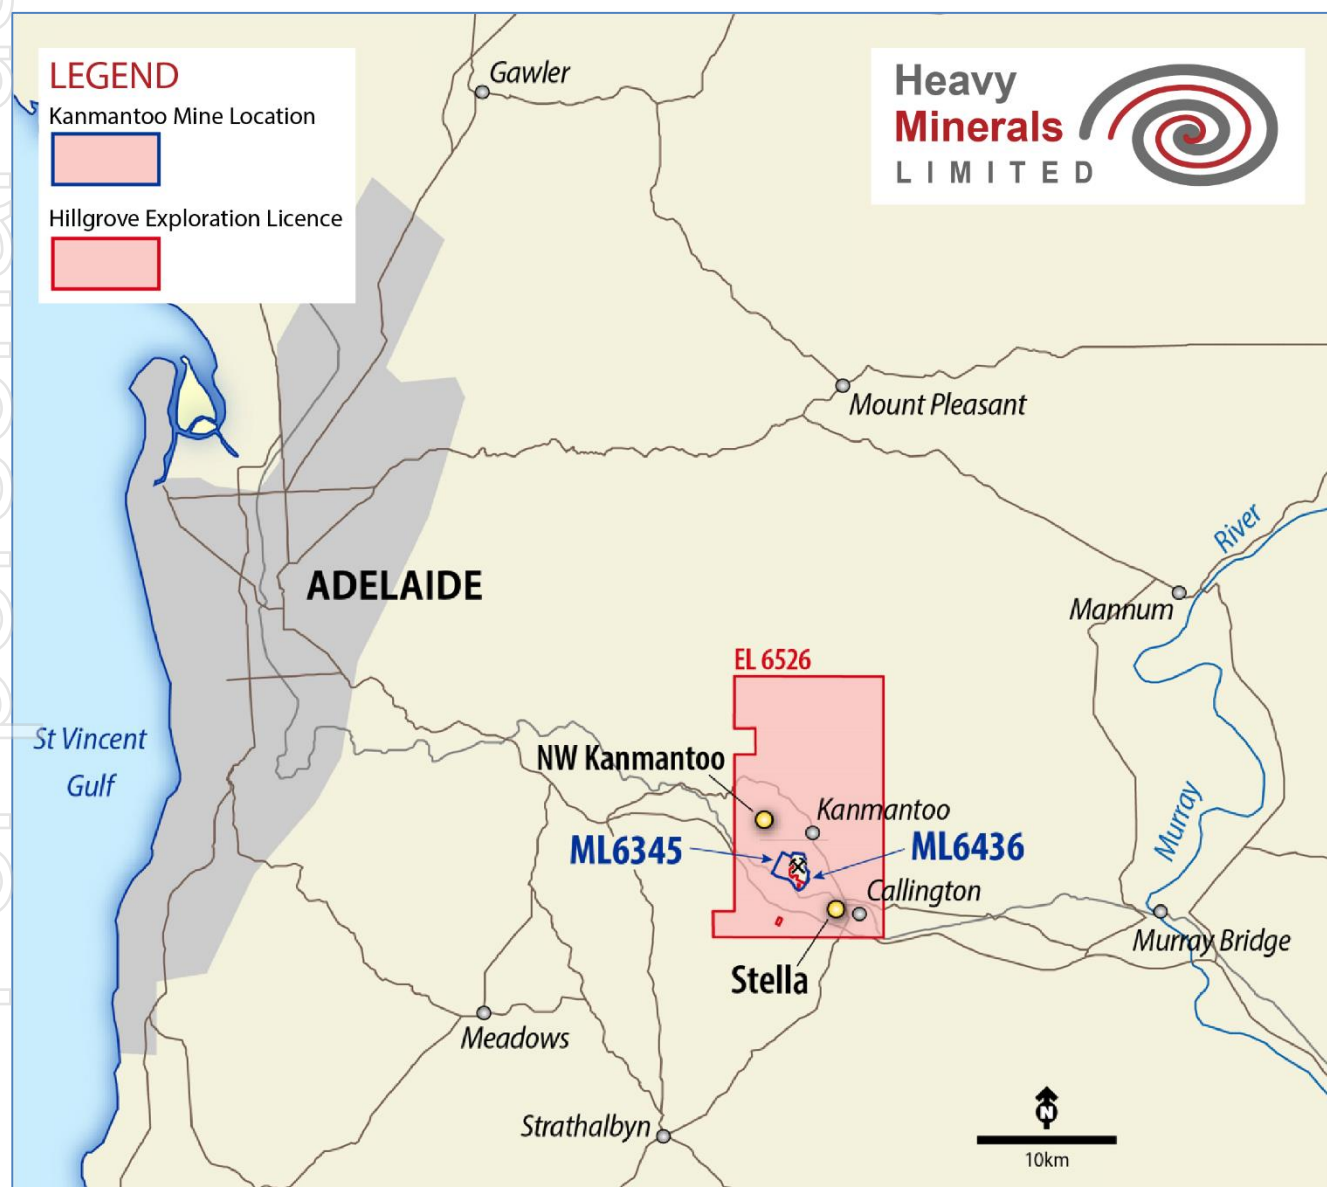 LEGEND
Kanmantoo Mine Location
Hillgrove Exploration Licence
Heavy
Minerals
LIMITED
Gawler
Mount Pleasant
ADELAIDE
River
Mannum
EL 6526
St Vincent
Gulf
NW Kanmantoo
Kanmantoo
Murray
ML6345
ML6436
Callington
Murray Bridge
Stella
Meadows
Strathalbyn
N
10km